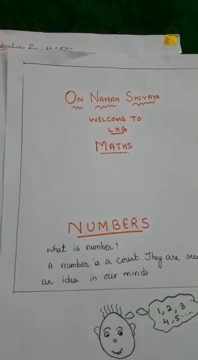 OM NAMAH SHIVAYA
WELCOME TO
LKG
MATHS
NUMBERS
What is number?
A number is a count. They are
an idea in our minds
1, 2, 3
4, 5...